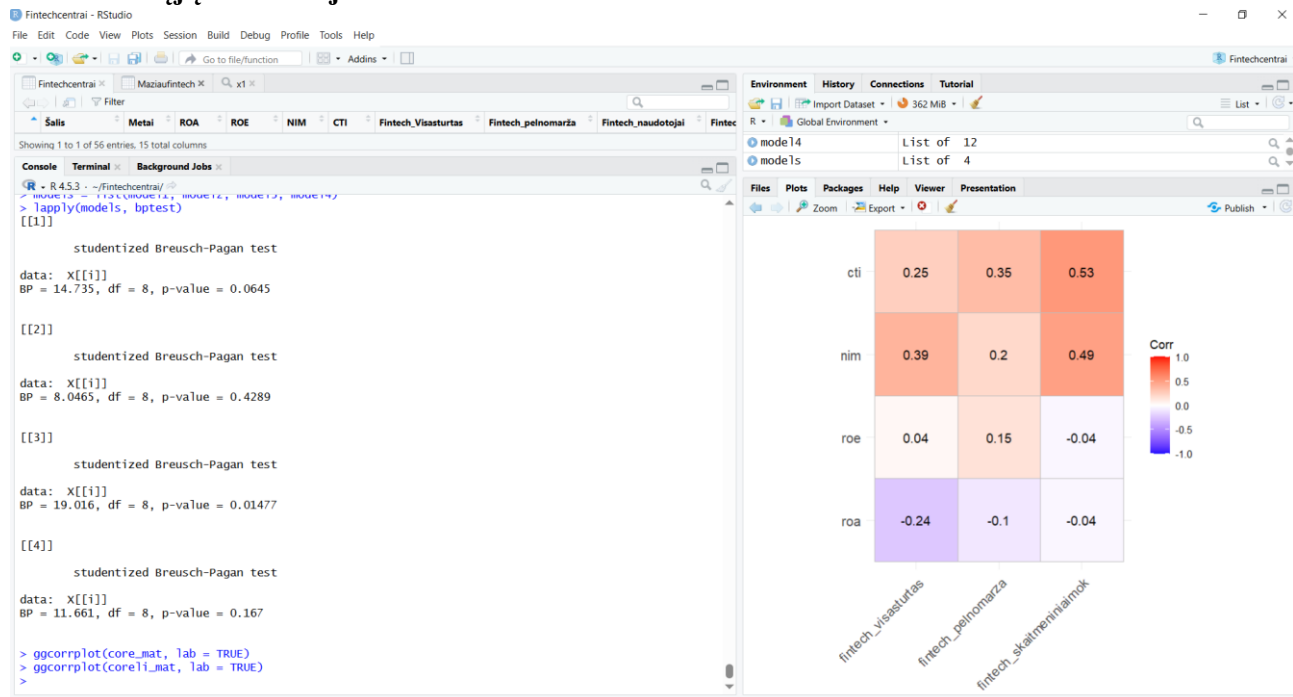 Fintechcentrai - RStudio
File Edit Code View Plots Session Build Debug Profile Tools Help
Go to file/function Addins Fintechcentrai
Fintechcentrai Maziaufintech x1
Filter
Šalis Metai ROA ROE NIM CTI Fintech_Visasturtas Fintech_pelnomarža Fintech_naudotojai Fintec
Showing 1 to 1 of 56 entries, 15 total columns
Console Terminal Background Jobs
R 4.5.3 · ~/Fintechcentrai/
> models = list(model1, model2, model3, model4)
> lapply(models, bptest)
[[1]]
studentized Breusch-Pagan test
data: X[[i]]
BP = 14.735, df = 8, p-value = 0.0645
[[2]]
studentized Breusch-Pagan test
data: X[[i]]
BP = 8.0465, df = 8, p-value = 0.4289
[[3]]
studentized Breusch-Pagan test
data: X[[i]]
BP = 19.016, df = 8, p-value = 0.01477
[[4]]
studentized Breusch-Pagan test
data: X[[i]]
BP = 11.661, df = 8, p-value = 0.167
> ggcorrplot(core_mat, lab = TRUE)
> ggcorrplot(coreli_mat, lab = TRUE)
>
Environment History Connections Tutorial
Import Dataset 362 MiB List
R Global Environment
model4 List of 12
models List of 4
Files Plots Packages Help Viewer Presentation
Zoom Export Publish
cti 0.25 0.35 0.53
nim 0.39 0.2 0.49
roe 0.04 0.15 -0.04
roa -0.24 -0.1 -0.04
fintech_visasturtas
fintech_pelnomarza
fintech_skaitmeniniaimok
Corr
1.0
0.5
0.0
-0.5
-1.0